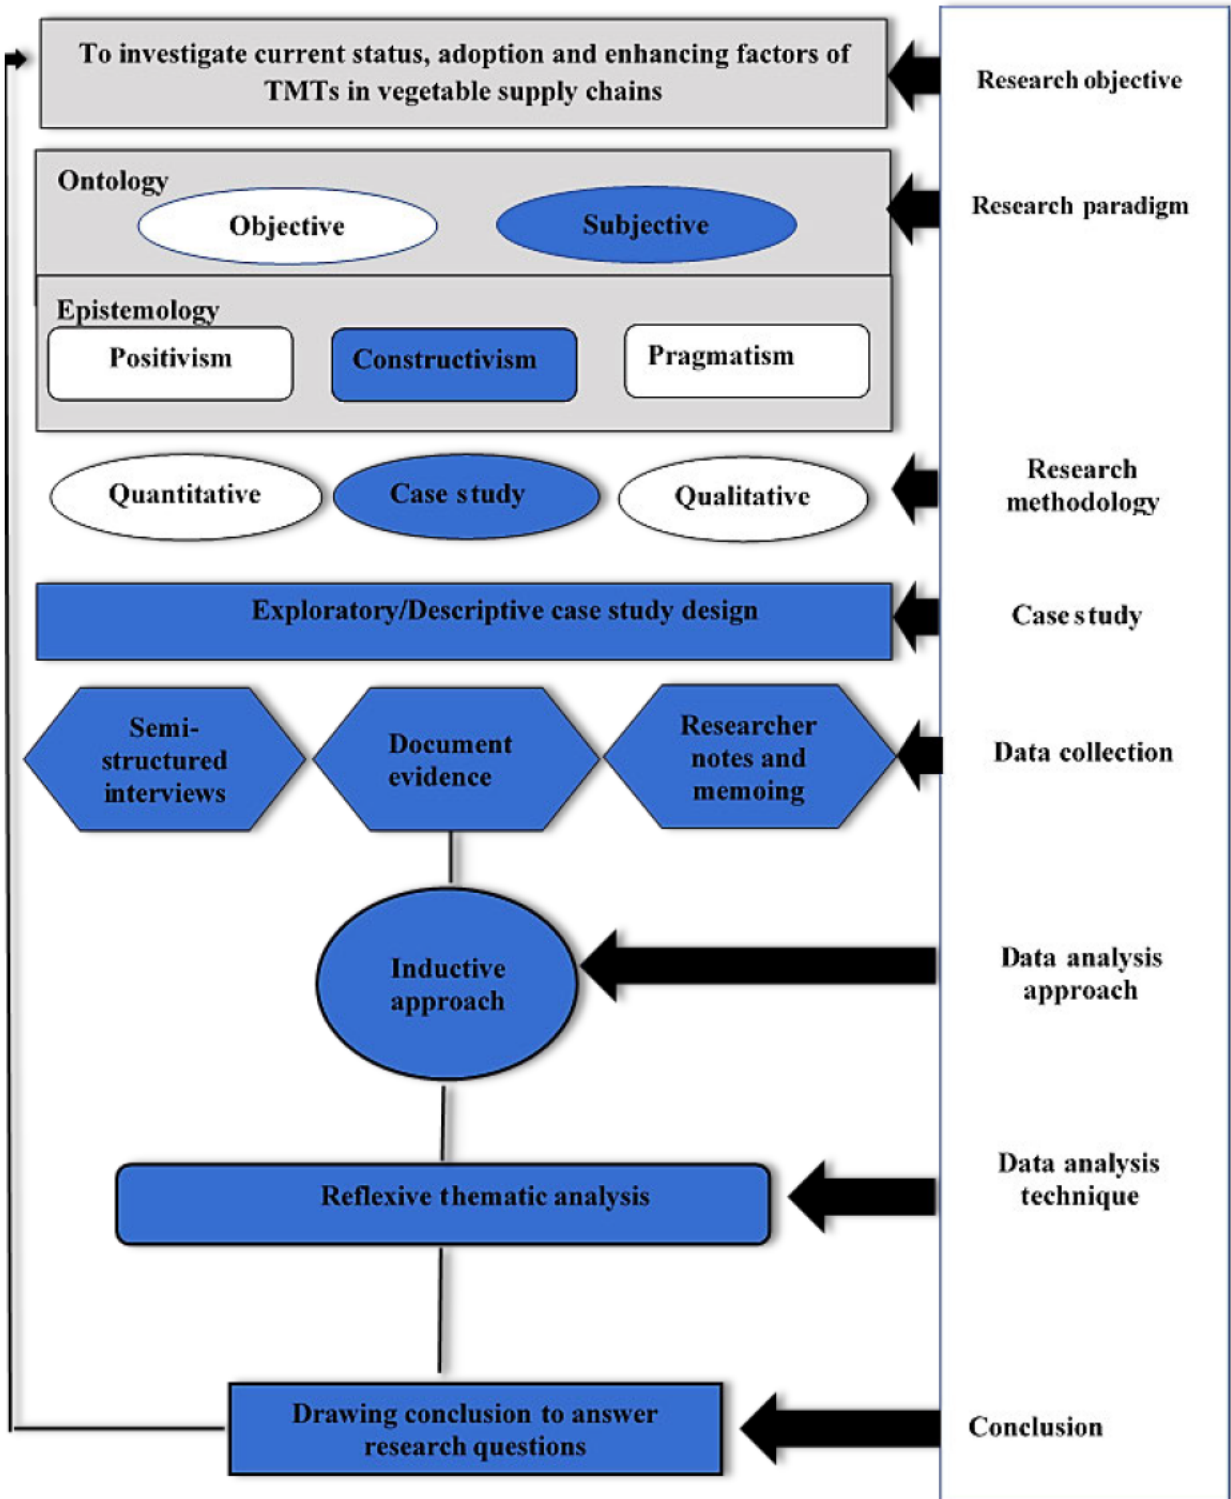 To investigate current status, adoption and enhancing factors of
TMTs in vegetable supply chains
Research objective
Ontology
Objective
Subjective
Research paradigm
Epistemology
Positivism
Constructivism
Pragmatism
Quantitative
Case study
Qualitative
Research
methodology
Exploratory/Descriptive case study design
Case study
Semi-
structured
interviews
Document
evidence
Researcher
notes and
memoing
Data collection
Inductive
approach
Data analysis
approach
Reflexive thematic analysis
Data analysis
technique
Drawing conclusion to answer
research questions
Conclusion